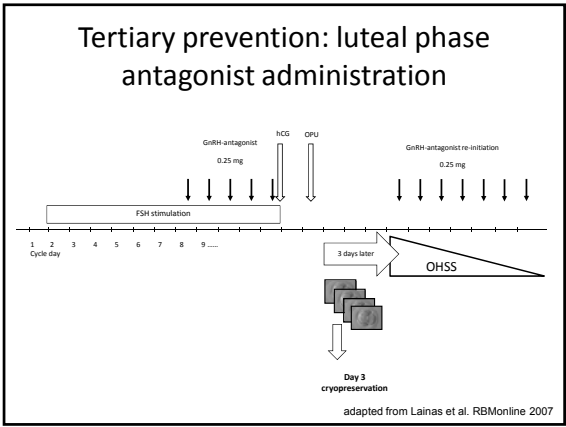 Tertiary prevention: luteal phase
antagonist administration
hCG
OPU
GnRH-antagonist
0.25 mg
GnRH-antagonist re-initiation
0.25 mg
FSH stimulation
1 2 3 4 5 6 7 8 9 ......
Cycle day
3 days later
OHSS
Day 3
cryopreservation
adapted from Lainas et al. RBMonline 2007